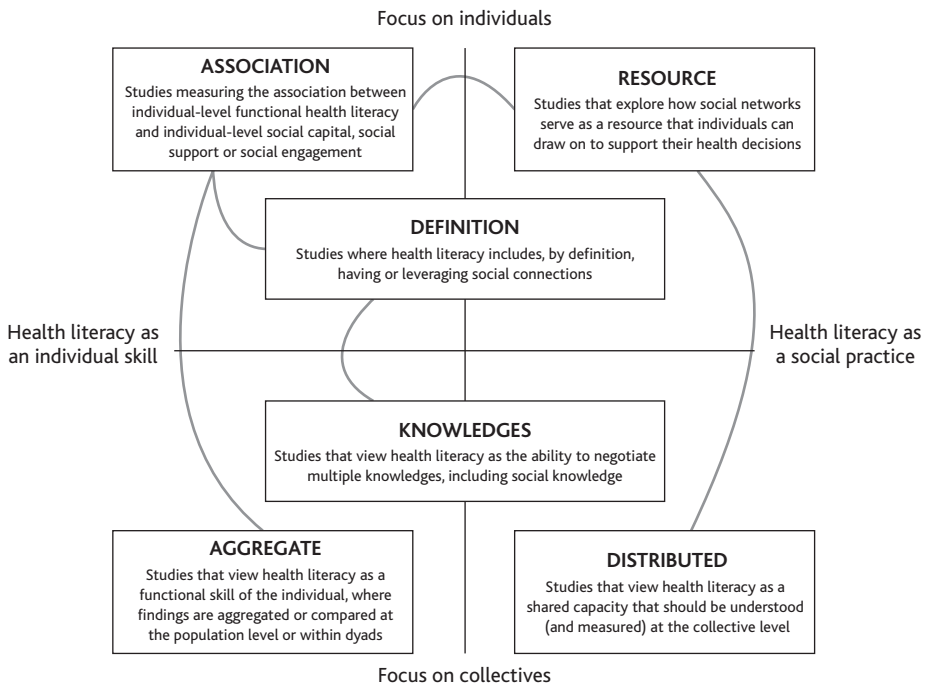 Focus on individuals
ASSOCIATION
Studies measuring the association between
individual-level functional health literacy
and individual-level social capital, social
support or social engagement
RESOURCE
Studies that explore how social networks
serve as a resource that individuals can
draw on to support their health decisions
DEFINITION
Studies where health literacy includes, by definition,
having or leveraging social connections
Health literacy as
an individual skill
Health literacy as
a social practice
KNOWLEDGES
Studies that view health literacy as the ability to negotiate
multiple knowledges, including social knowledge
AGGREGATE
Studies that view health literacy as a
functional skill of the individual, where
findings are aggregated or compared at
the population level or within dyads
DISTRIBUTED
Studies that view health literacy as a
shared capacity that should be understood
(and measured) at the collective level
Focus on collectives